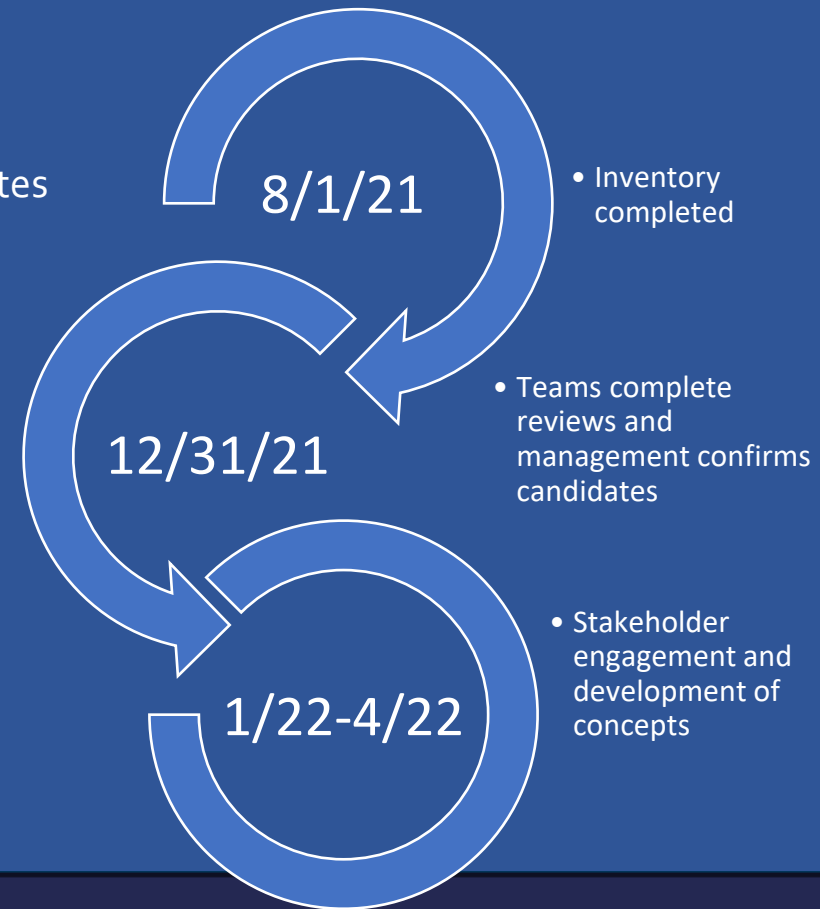 8/1/21
• Inventory
completed
12/31/21
• Teams complete
reviews and
management confirms
candidates
1/22-4/22
• Stakeholder
engagement and
development of
concepts